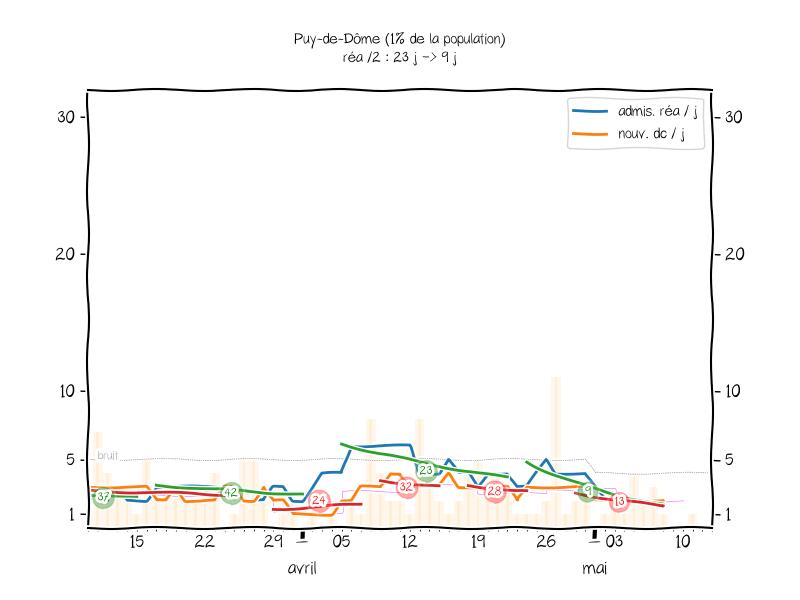 Puy-de-Dôme (1% de la population)
réa /2 : 23 j -> 9 j
admis. réa / j
nouv. dc / j
30 30
20 20
10 10
bruit
5 5
1 1
37 42 24 32 23 28 9 13
15 22 29 05 12 19 26 03 10
avril mai